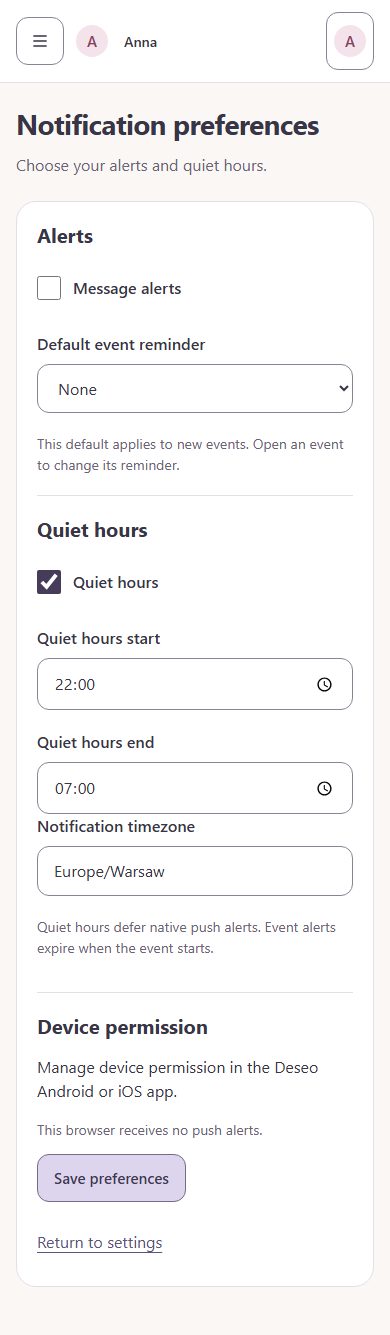 A
Anna
A
Notification preferences
Choose your alerts and quiet hours.
Alerts
Message alerts
Default event reminder
None
This default applies to new events. Open an event
to change its reminder.
Quiet hours
Quiet hours
Quiet hours start
22:00
Quiet hours end
07:00
Notification timezone
Europe/Warsaw
Quiet hours defer native push alerts. Event alerts
expire when the event starts.
Device permission
Manage device permission in the Deseo
Android or iOS app.
This browser receives no push alerts.
Save preferences
Return to settings